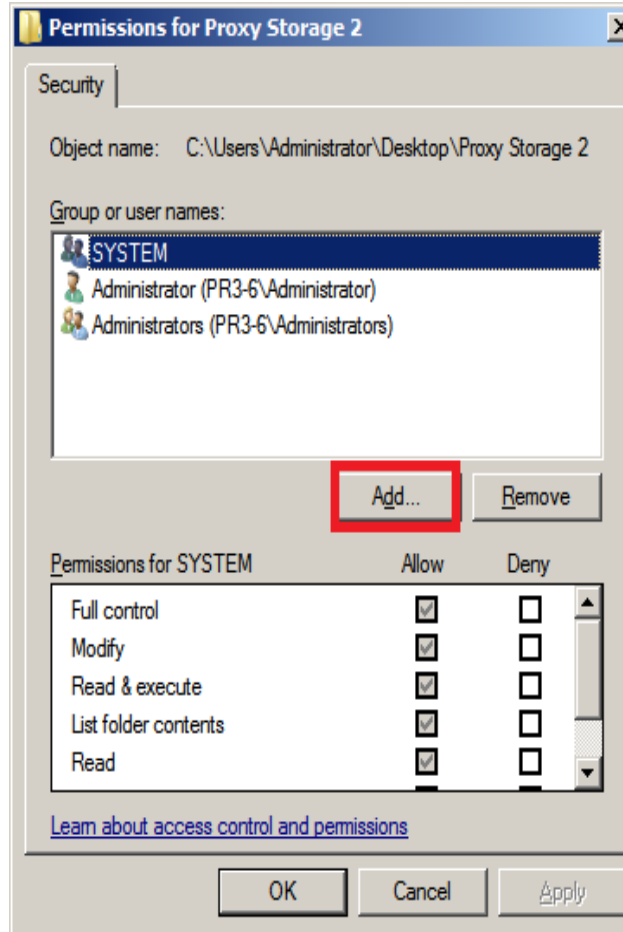 Permissions for Proxy Storage 2
Security
Object name: C:\Users\Administrator\Desktop\Proxy Storage 2
Group or user names:
SYSTEM
Administrator (PR3-6\Administrator)
Administrators (PR3-6\Administrators)
Add... Remove
Permissions for SYSTEM Allow Deny
Full control
Modify
Read & execute
List folder contents
Read
Learn about access control and permissions
OK Cancel Apply